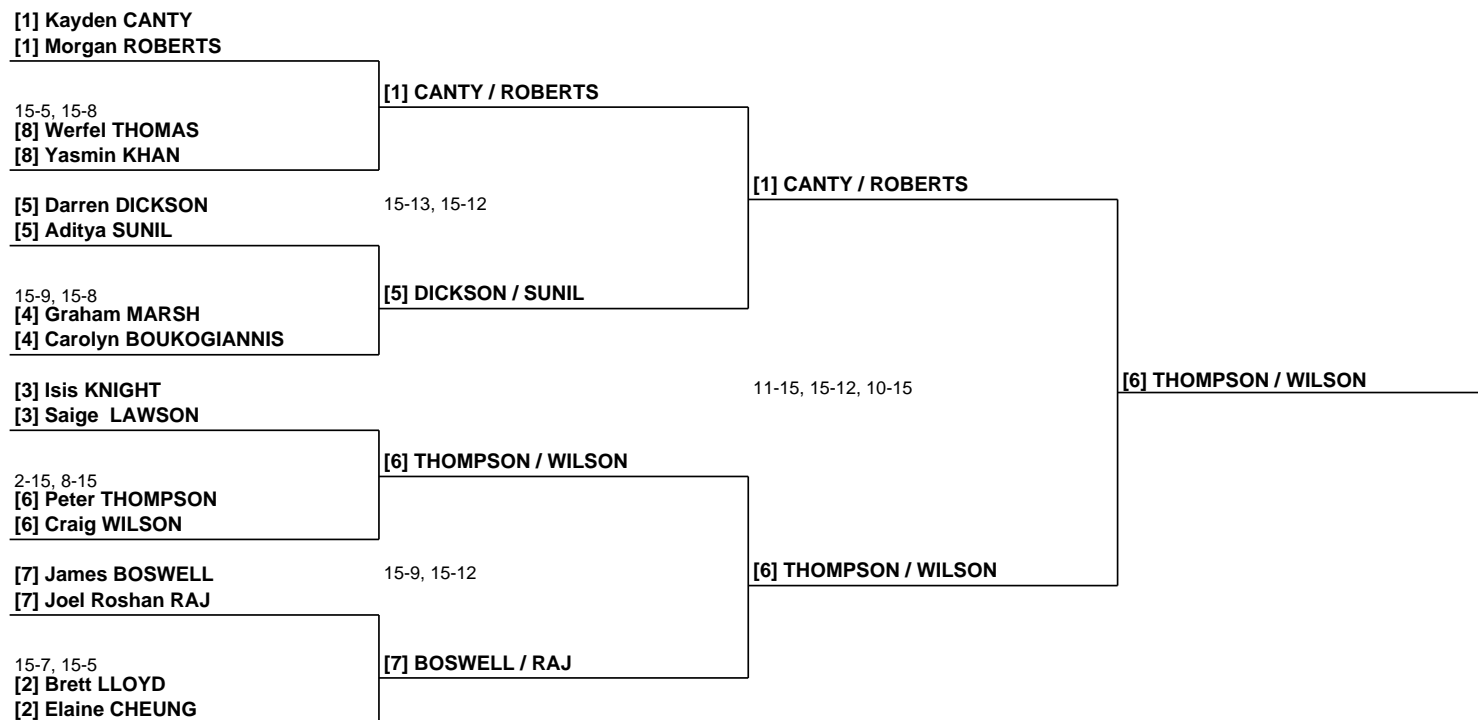 [1] Kayden CANTY
[1] Morgan ROBERTS
[1] CANTY / ROBERTS
15-5, 15-8
[8] Werfel THOMAS
[8] Yasmin KHAN
[1] CANTY / ROBERTS
[5] Darren DICKSON
15-13, 15-12
[5] Aditya SUNIL
15-9, 15-8
[5] DICKSON / SUNIL
[4] Graham MARSH
[4] Carolyn BOUKOGIANNIS
[3] Isis KNIGHT
11-15, 15-12, 10-15
[6] THOMPSON / WILSON
[3] Saige  LAWSON
[6] THOMPSON / WILSON
2-15, 8-15
[6] Peter THOMPSON
[6] Craig WILSON
[7] James BOSWELL
15-9, 15-12
[6] THOMPSON / WILSON
[7] Joel Roshan RAJ
15-7, 15-5
[7] BOSWELL / RAJ
[2] Brett LLOYD
[2] Elaine CHEUNG